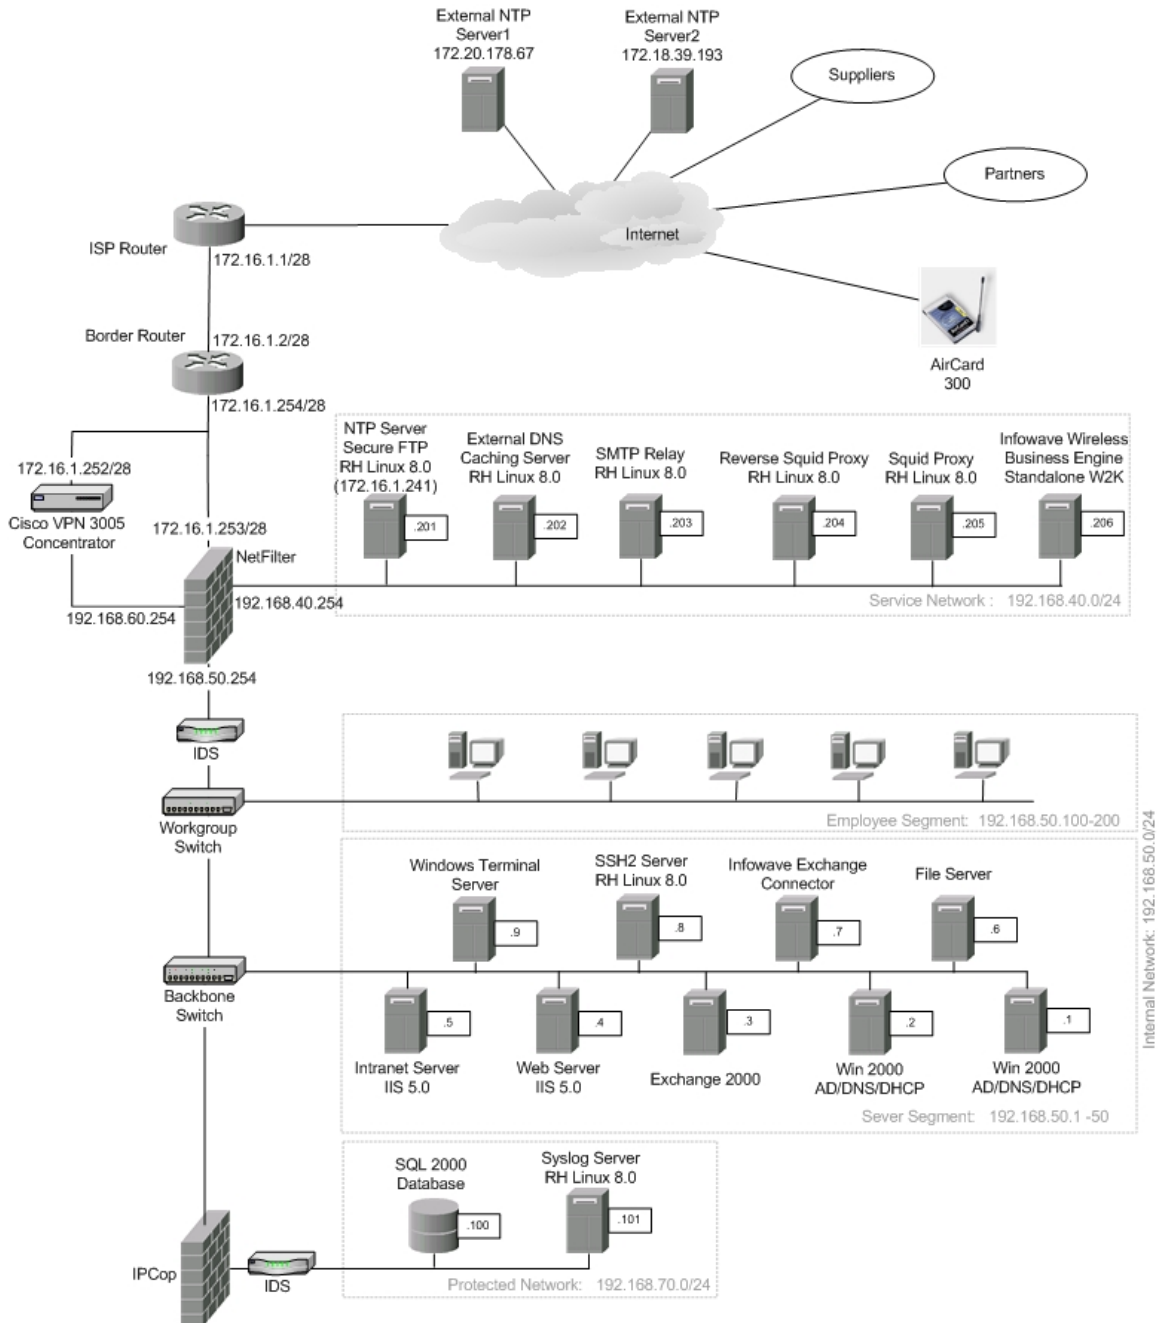 External NTP
Server1
172.20.178.67
External NTP
Server2
172.18.39.193
Suppliers
Partners
Internet
ISP Router
172.16.1.1/28
Border Router
172.16.1.2/28
172.16.1.254/28
AirCard
300
172.16.1.252/28
Cisco VPN 3005
Concentrator
172.16.1.253/28
NetFilter
192.168.60.254
192.168.40.254
192.168.50.254
NTP Server
Secure FTP
RH Linux 8.0
(172.16.1.241)
.201
External DNS
Caching Server
RH Linux 8.0
.202
SMTP Relay
RH Linux 8.0
.203
Reverse Squid Proxy
RH Linux 8.0
.204
Squid Proxy
RH Linux 8.0
.205
Infowave Wireless
Business Engine
Standalone W2K
.206
Service Network : 192.168.40.0/24
IDS
Workgroup
Switch
Employee Segment: 192.168.50.100-200
Internal Network: 192.168.50.0/24
Windows Terminal
Server
.9
SSH2 Server
RH Linux 8.0
.8
Infowave Exchange
Connector
.7
File Server
.6
Backbone
Switch
.5
Intranet Server
IIS 5.0
.4
Web Server
IIS 5.0
.3
Exchange 2000
.2
Win 2000
AD/DNS/DHCP
.1
Win 2000
AD/DNS/DHCP
Sever Segment: 192.168.50.1 -50
SQL 2000
Database
.100
Syslog Server
RH Linux 8.0
.101
IPCop
IDS
Protected Network: 192.168.70.0/24